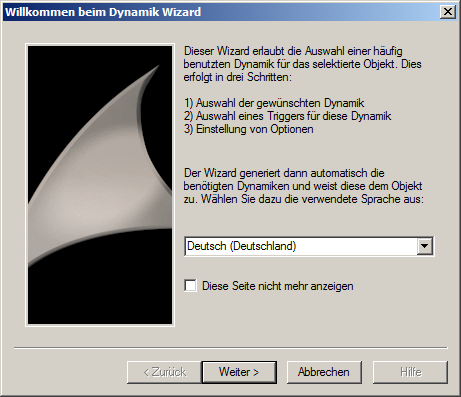 Willkommen beim Dynamik Wizard
Dieser Wizard erlaubt die Auswahl einer häufig
benutzten Dynamik für das selektierte Objekt. Dies
erfolgt in drei Schritten:
1) Auswahl der gewünschten Dynamik
2) Auswahl eines Triggers für diese Dynamik
3) Einstellung von Optionen
Der Wizard generiert dann automatisch die
benötigten Dynamiken und weist diese dem Objekt
zu. Wählen Sie dazu die verwendete Sprache aus:
Deutsch (Deutschland)
Diese Seite nicht mehr anzeigen
< Zurück Weiter > Abbrechen Hilfe